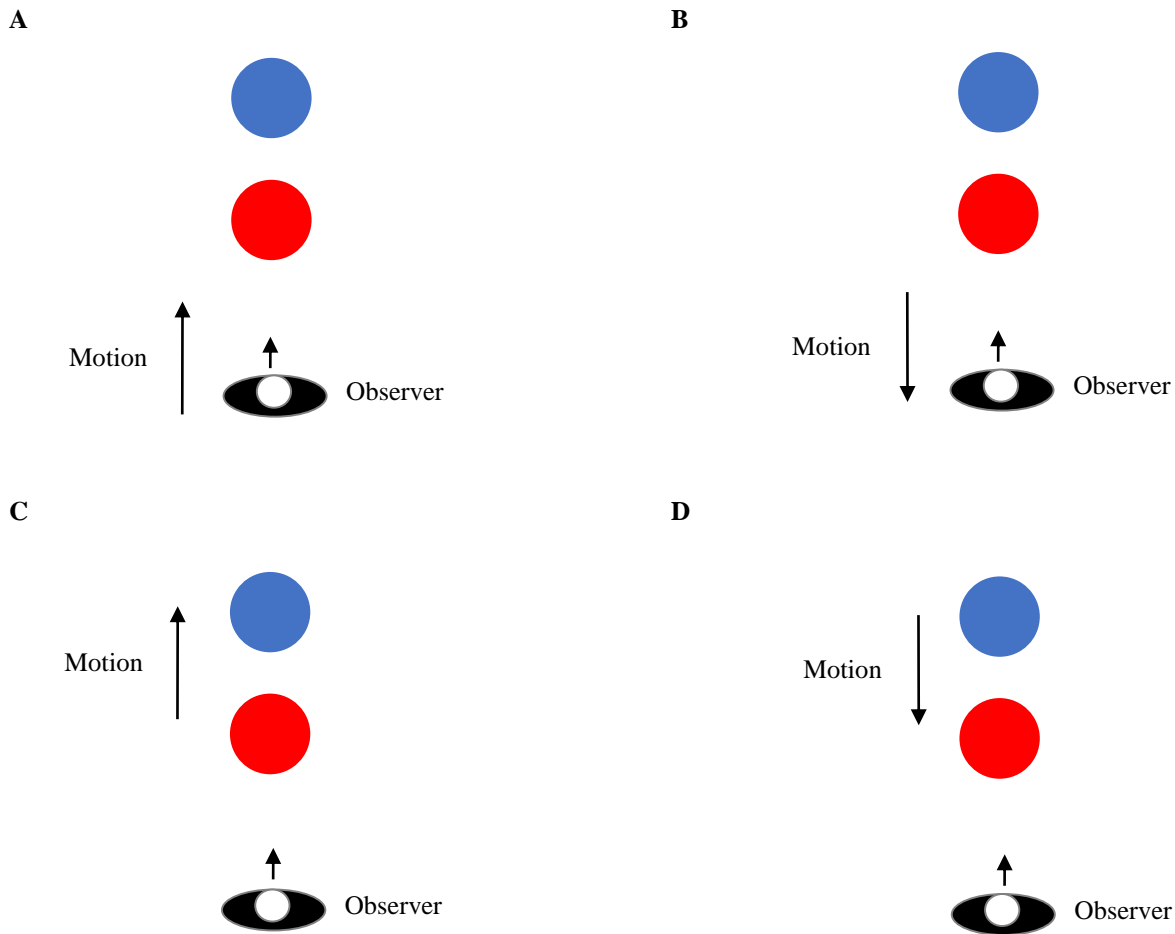 A
B
Motion
Observer
Motion
Observer
C
D
Motion
Observer
Motion
Observer